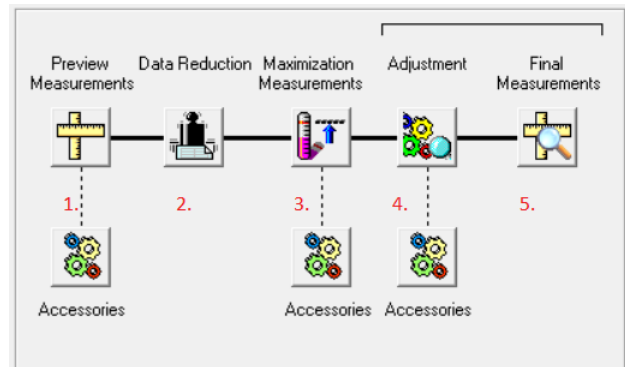 Preview Measurements
Data Reduction
Maximization Measurements
Adjustment
Final Measurements
1.
2.
3.
4.
5.
Accessories
Accessories
Accessories